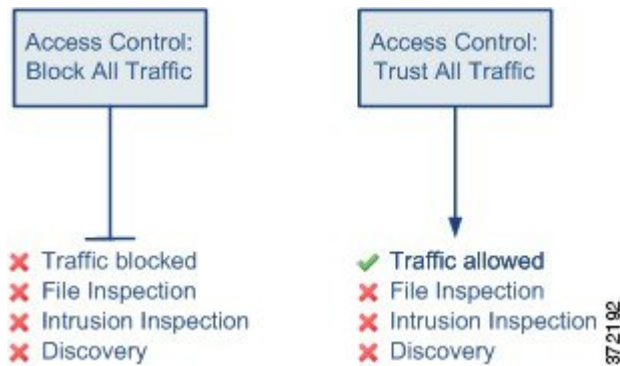 Access Control:
Block All Traffic
Traffic blocked
File Inspection
Intrusion Inspection
Discovery
Access Control:
Trust All Traffic
Traffic allowed
File Inspection
Intrusion Inspection
Discovery
372192